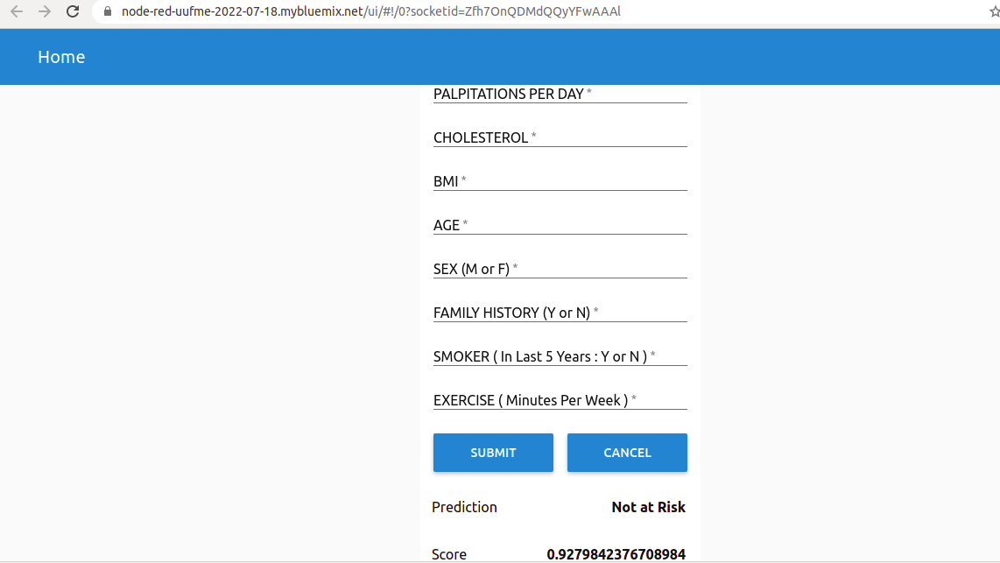 node-red-uufme-2022-07-18.mybluemix.net/ui/#!/0?socketid=Zfh7OnQDMdQQyYFwAAAl
Home
PALPITATIONS PER DAY *
CHOLESTEROL *
BMI *
AGE *
SEX (M or F) *
FAMILY HISTORY (Y or N) *
SMOKER ( In Last 5 Years : Y or N ) *
EXERCISE ( Minutes Per Week ) *
SUBMIT CANCEL
Prediction Not at Risk
Score 0.9279842376708984